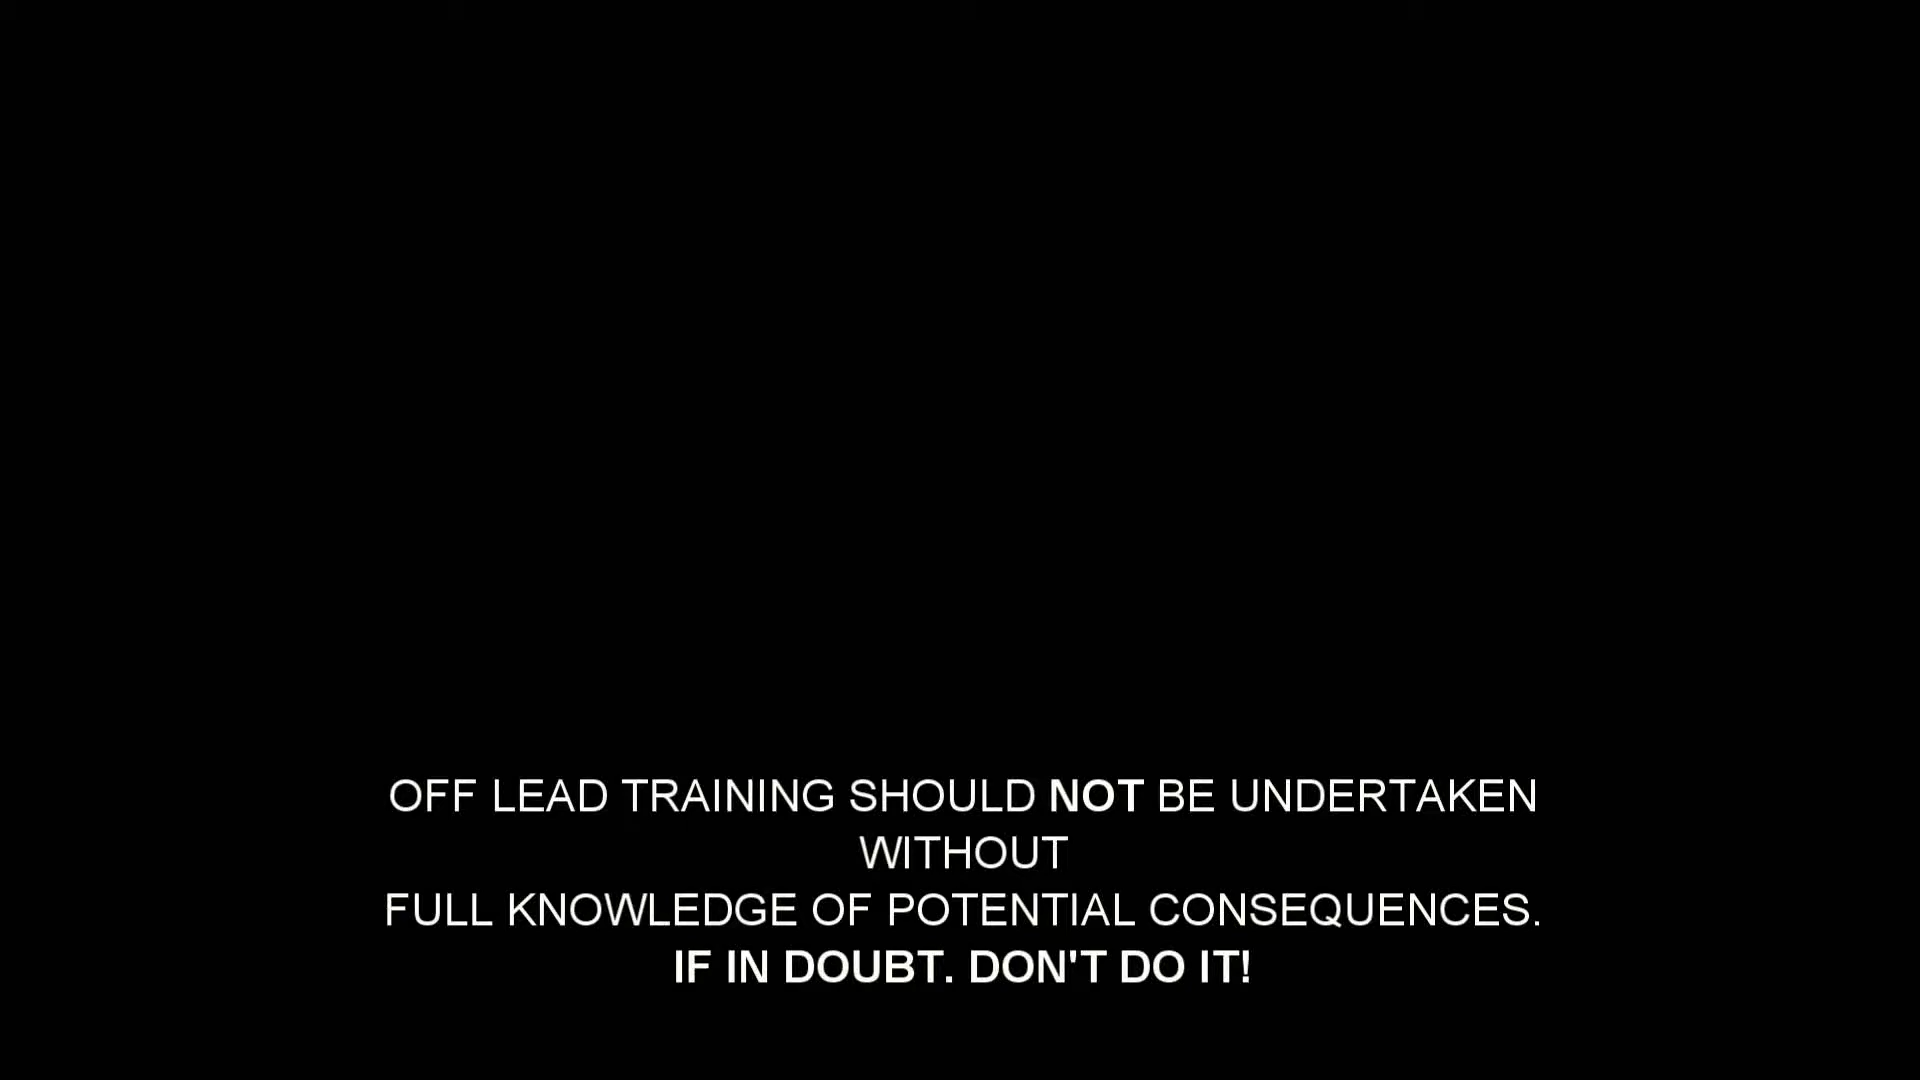 OFF LEAD TRAINING SHOULD NOT BE UNDERTAKEN
WITHOUT
FULL KNOWLEDGE OF POTENTIAL CONSEQUENCES.
IF IN DOUBT. DON'T DO IT!